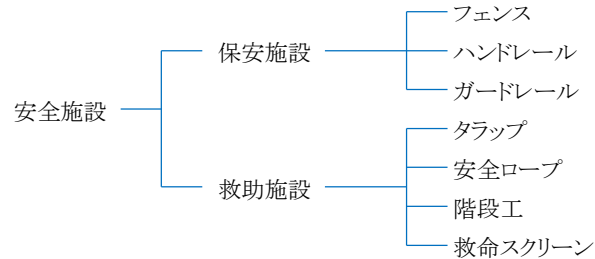 安全施設
保安施設
フェンス
ハンドレール
ガードレール
救助施設
タラップ
安全ロープ
階段工
救命スクリーン